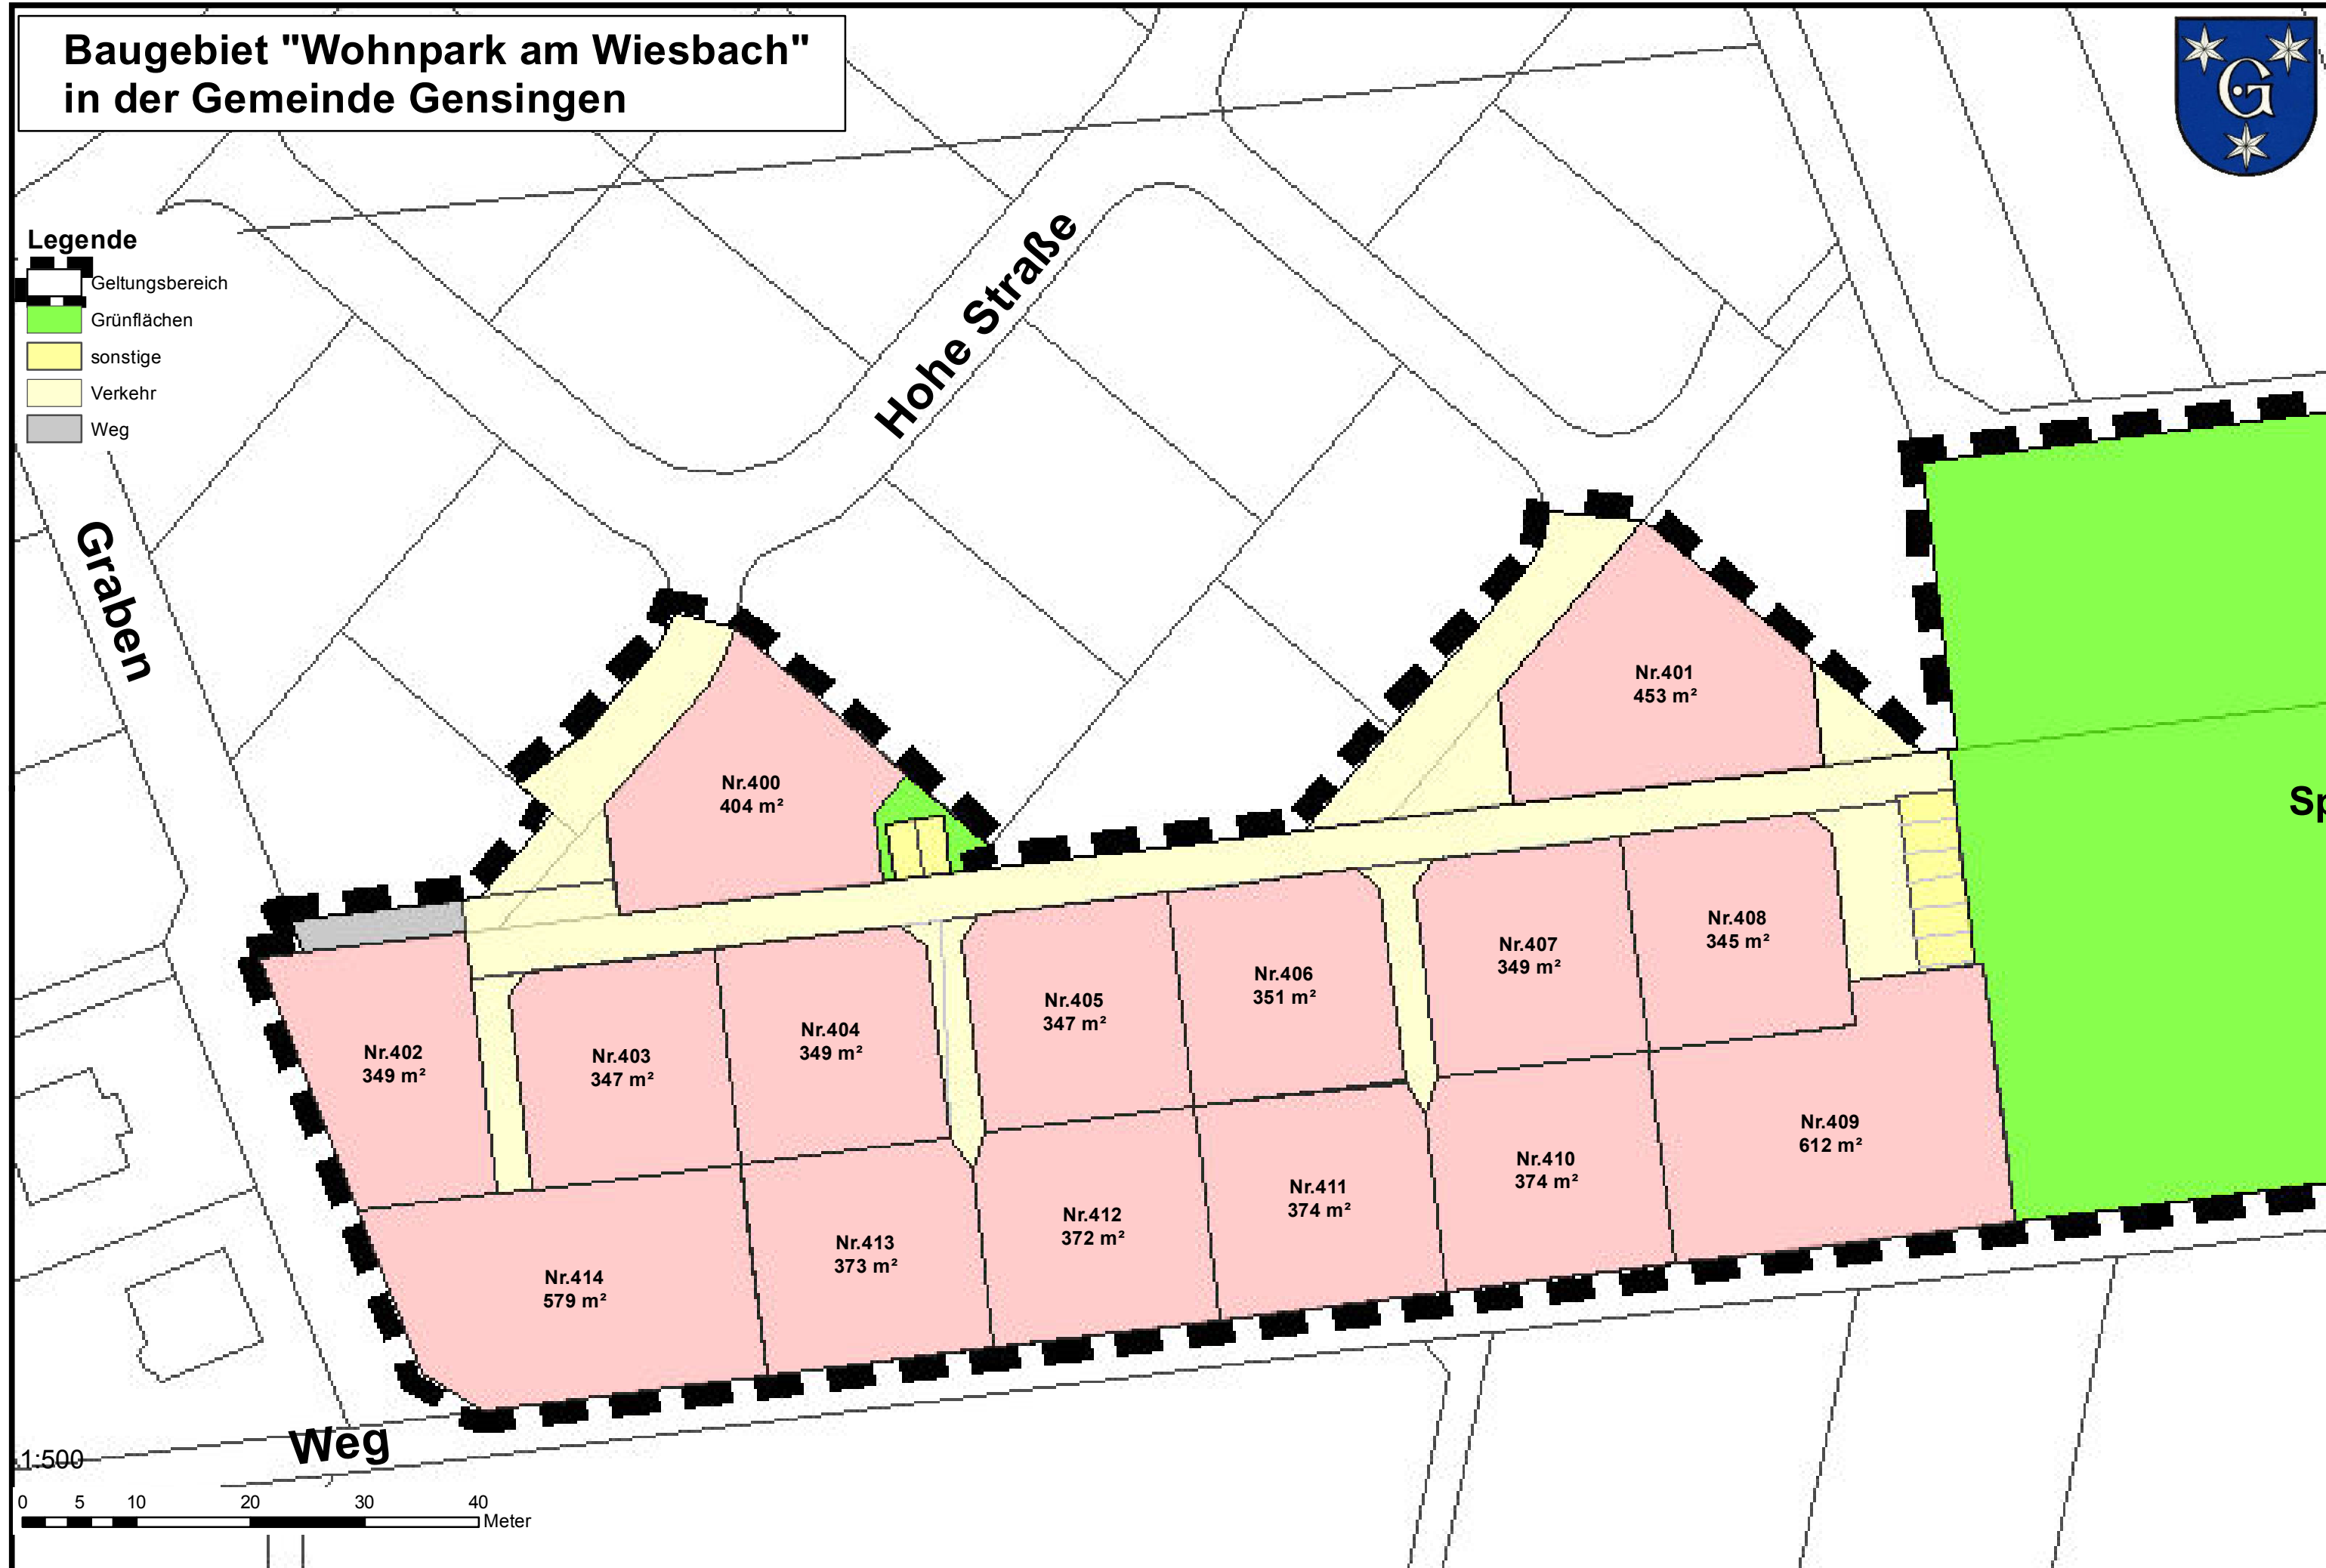 Baugebiet "Wohnpark am Wiesbach"
in der Gemeinde Gensingen
G
Legende
Geltungsbereich
Grünflächen
sonstige
Verkehr
Weg
Hohe Straße
Graben
Nr.401
453 m²
Nr.400
404 m²
Sp
Nr.408
345 m²
Nr.407
349 m²
Nr.406
351 m²
Nr.405
347 m²
Nr.404
349 m²
Nr.403
347 m²
Nr.402
349 m²
Nr.409
612 m²
Nr.410
374 m²
Nr.411
374 m²
Nr.412
372 m²
Nr.413
373 m²
Nr.414
579 m²
Weg
1:500
0 5 10 20 30 40
Meter